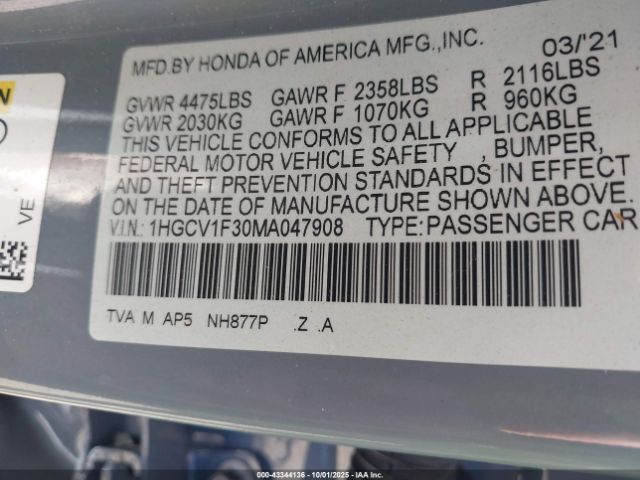 MFD.BY HONDA OF AMERICA MFG.,INC. 03/'21
GVWR 4475LBS GAWR F 2358LBS R 2116LBS
GVWR 2030KG GAWR F 1070KG R 960KG
THIS VEHICLE CONFORMS TO ALL APPLICABLE
FEDERAL MOTOR VEHICLE SAFETY , BUMPER,
AND THEFT PREVENTION STANDARDS IN EFFECT
ON THE DATE OF MANUFACTURE SHOWN ABOVE.
V.I.N.: 1HGCV1F30MA047908 TYPE:PASSENGER CAR
TVA M AP5 NH877P .Z .A
N
VE
000-43344136 - 10/01/2025 - IAA Inc.